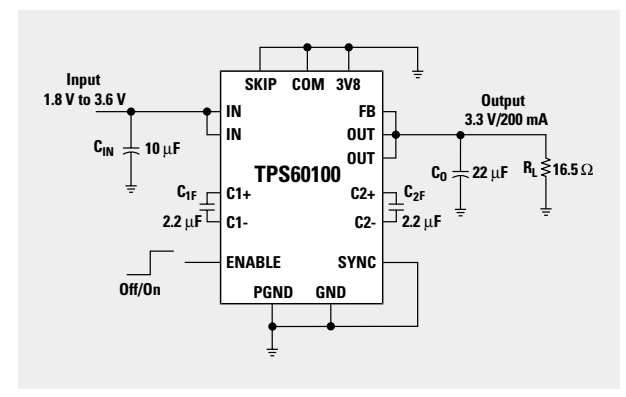 Input
1.8 V to 3.6 V
SKIP COM 3V8
IN
IN
FB
OUT
OUT
Output
3.3 V/200 mA
CIN 10 μF
TPS60100
CO 22 μF
RL 16.5 Ω
C1F
2.2 μF
C1+
C1-
C2+
C2-
C2F
2.2 μF
ENABLE
SYNC
Off/On
PGND GND